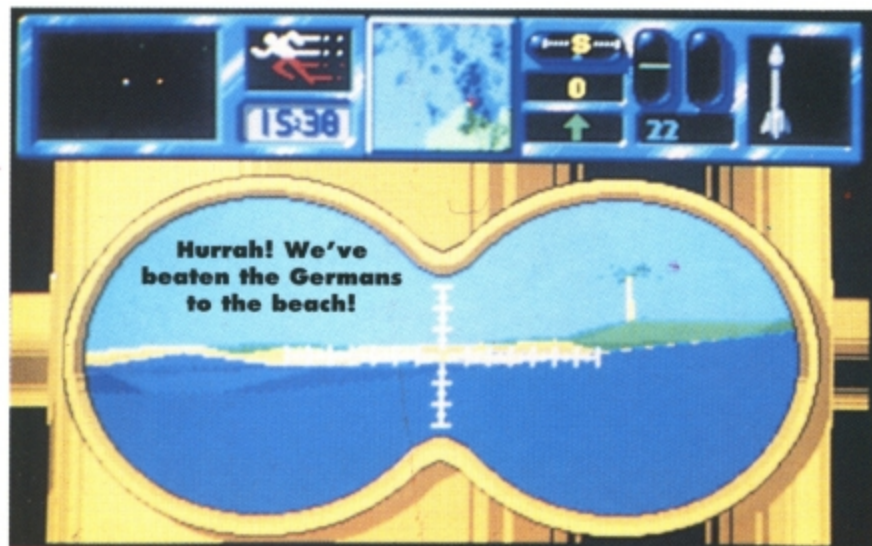 S
15:30
0
22
Hurrah! We've
beaten the Germans
to the beach!